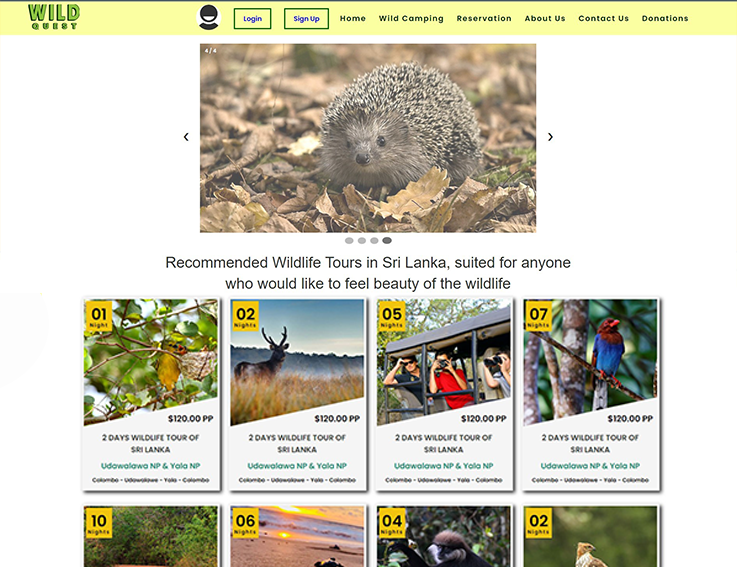 WILD
QUEST
Login
Sign Up
Home
Wild Camping
Reservation
About Us
Contact Us
Donations
4 / 4
Recommended Wildlife Tours in Sri Lanka, suited for anyone
who would like to feel beauty of the wildlife
01
Night
$120.00 PP
2 DAYS WILDLIFE TOUR OF
SRI LANKA
Udawalawa NP & Yala NP
Colombo - Udawalawe - Yala - Colombo
02
Nights
$120.00 PP
2 DAYS WILDLIFE TOUR OF
SRI LANKA
Udawalawa NP & Yala NP
Colombo - Udawalawe - Yala - Colombo
05
Nights
$120.00 PP
2 DAYS WILDLIFE TOUR OF
SRI LANKA
Udawalawa NP & Yala NP
Colombo - Udawalawe - Yala - Colombo
07
Nights
$120.00 PP
2 DAYS WILDLIFE TOUR OF
SRI LANKA
Udawalawa NP & Yala NP
Colombo - Udawalawe - Yala - Colombo
10
Nights
06
Nights
04
Nights
02
Nights